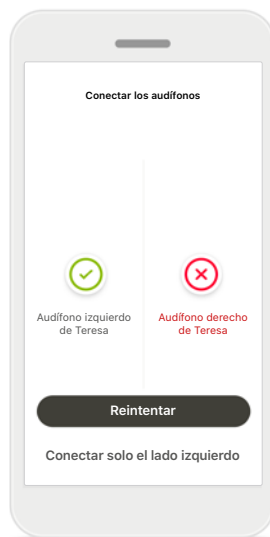 Conectar los audífonos
Audífono izquierdo
de Teresa
Audífono derecho
de Teresa
Reintentar
Conectar solo el lado izquierdo